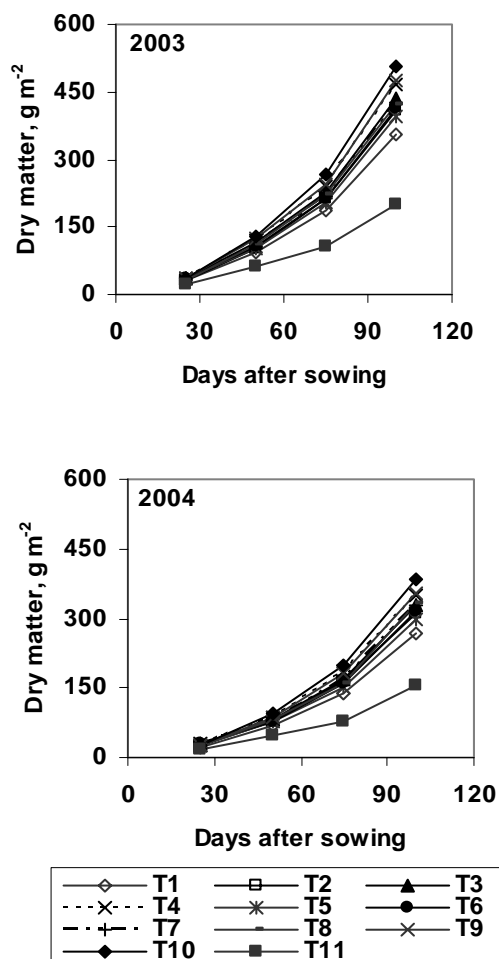 600
2003
450
300
150
0
Dry matter, g m-2
0 30 60 90 120
Days after sowing
600
2004
450
300
150
0
Dry matter, g m-2
0 30 60 90 120
Days after sowing
T1 T2 T3
T4 T5 T6
T7 T8 T9
T10 T11